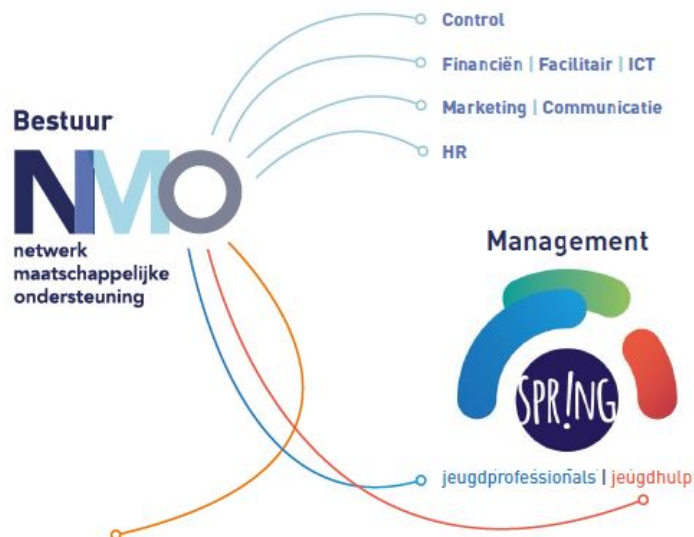 Control
Financiën | Facilitair | ICT
Marketing | Communicatie
HR
Bestuur
NMO
netwerk
maatschappelijke
ondersteuning
Management
SPR!NG
jeugdprofessionals | jeugdhulp